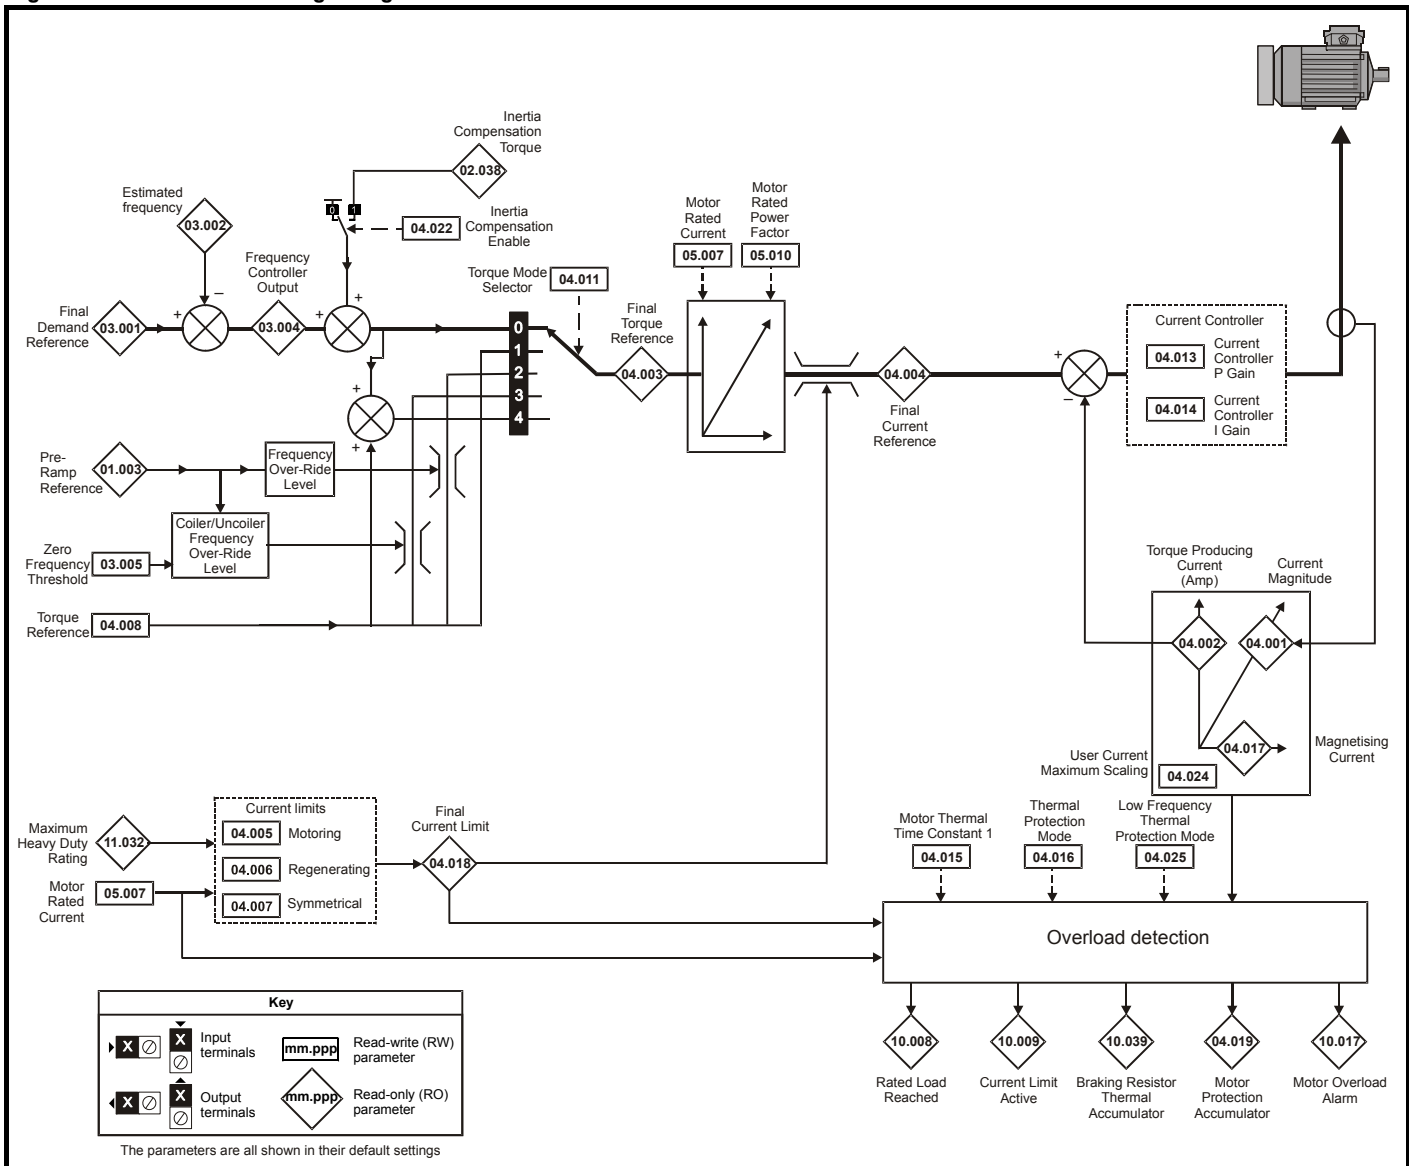 Inertia
Compensation
Torque
02.038
Estimated
frequency
03.002
0 1
04.022
Inertia
Compensation
Enable
Frequency
Controller
Output
Torque Mode
Selector
04.011
Motor
Rated
Current
05.007
Motor
Rated
Power
Factor
05.010
Final
Demand
Reference
03.001
+
–
03.004
+
+
0
1
2
3
4
Final
Torque
Reference
04.003
04.004
Final
Current
Reference
+
–
Current Controller
04.013
Current
Controller
P Gain
04.014
Current
Controller
I Gain
+
+
Pre-
Ramp
Reference
01.003
Frequency
Over-Ride
Level
Coiler/Uncoiler
Frequency
Over-Ride
Level
Zero
Frequency
Threshold
03.005
Torque
Reference
04.008
Torque Producing
Current
(Amp)
Current
Magnitude
04.002
04.001
04.017
Magnetising
Current
User Current
Maximum Scaling
04.024
Maximum
Heavy Duty
Rating
11.032
Motor
Rated
Current
05.007
Current limits
04.005 Motoring
04.006 Regenerating
04.007 Symmetrical
Final
Current Limit
04.018
Motor Thermal
Time Constant 1
04.015
Thermal
Protection
Mode
04.016
Low Frequency
Thermal
Protection Mode
04.025
Overload detection
10.008
Rated Load
Reached
10.009
Current Limit
Active
10.039
Braking Resistor
Thermal
Accumulator
04.019
Motor
Protection
Accumulator
10.017
Motor Overload
Alarm
Key
X
X
Input
terminals
mm.ppp
Read-write (RW)
parameter
X
X
Output
terminals
mm.ppp
Read-only (RO)
parameter
The parameters are all shown in their default settings